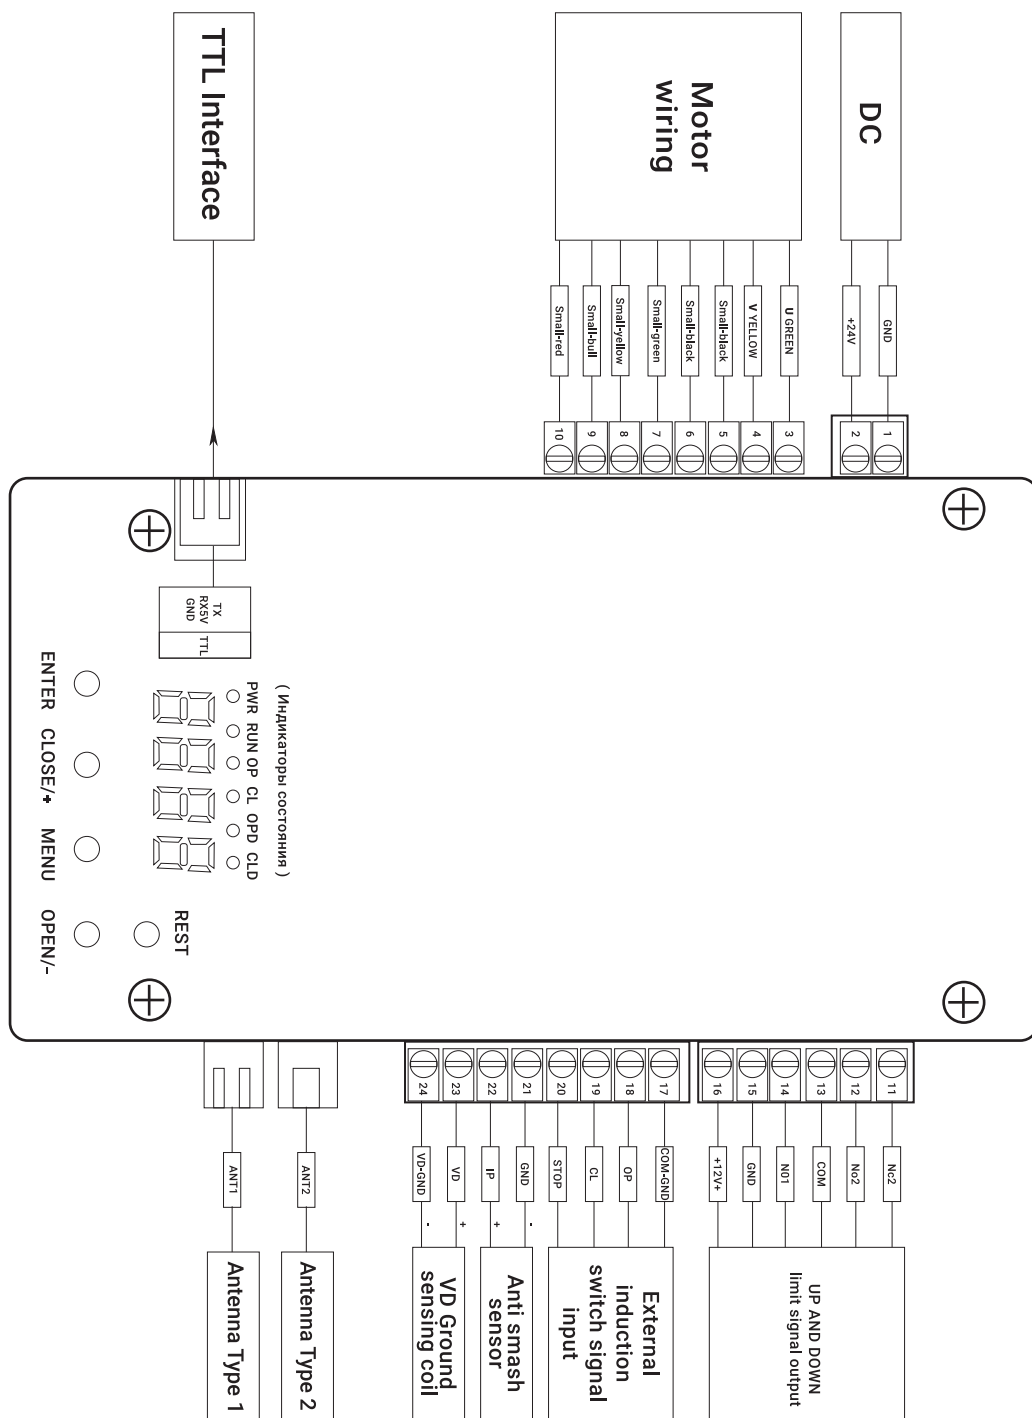 TTL Interface
Motor
wiring
DC
Small-red
Small-bull
Small-yellow
Small-green
Small-black
Small-black
V YELLOW
U GREEN
+24V
GND
10
9
8
7
6
5
4
3
2
1
TX
RX5V
GND
TTL
ENTER
CLOSE/+
MENU
OPEN/-
REST
PWR
RUN
OP
CL
OPD
CLD
( Индикаторы состояния )
24
23
22
21
20
19
18
17
16
15
14
13
12
11
ANT1
ANT2
VD-GND
VD
IP
GND
STOP
CL
OP
COM-GND
+12V+
GND
N01
COM
No2
Nc2
-
+
+
-
Antenna Type 1
Antenna Type 2
VD Ground
sensing coil
Anti smash
sensor
External
induction
switch signal
input
UP AND DOWN
limit signal output